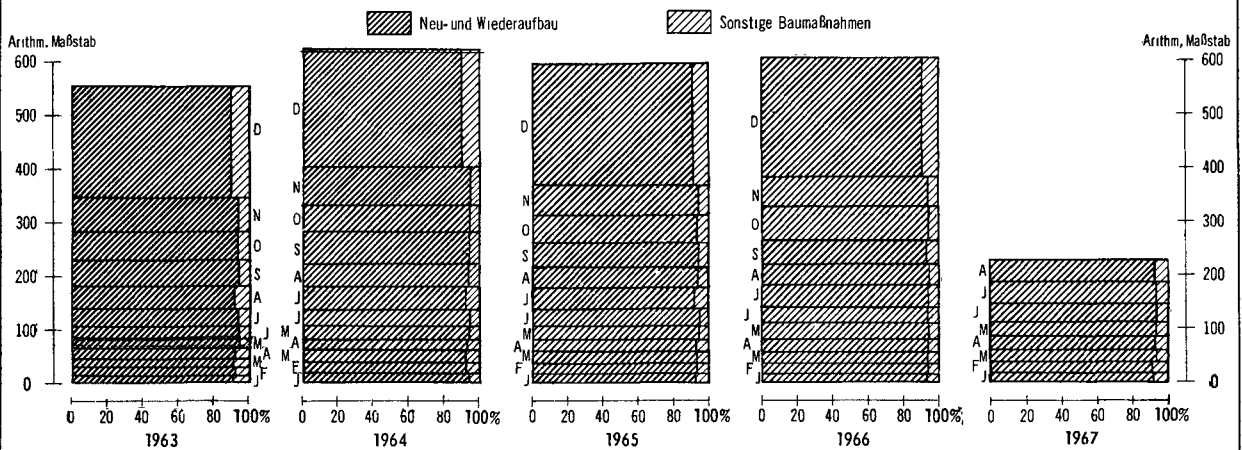 Neu- und Wiederaufbau
Sonstige Baumaßnahmen
Arithm. Maßstab
Arithm. Maßstab
600
500
400
300
200
100
0
D
N
O
S
A
J
J
M
A
M
F
J
0 20 40 60 80 100%
1963
D
N
O
S
A
J
J
M
A
M
F
J
0 20 40 60 80 100%
1964
D
N
O
S
A
J
J
M
A
M
F
J
0 20 40 60 80 100%
1965
D
N
O
S
A
J
J
M
A
M
F
J
0 20 40 60 80 100%
1966
A
J
J
M
A
M
F
J
0 20 40 60 80 100%
1967
600
500
400
300
200
100
0